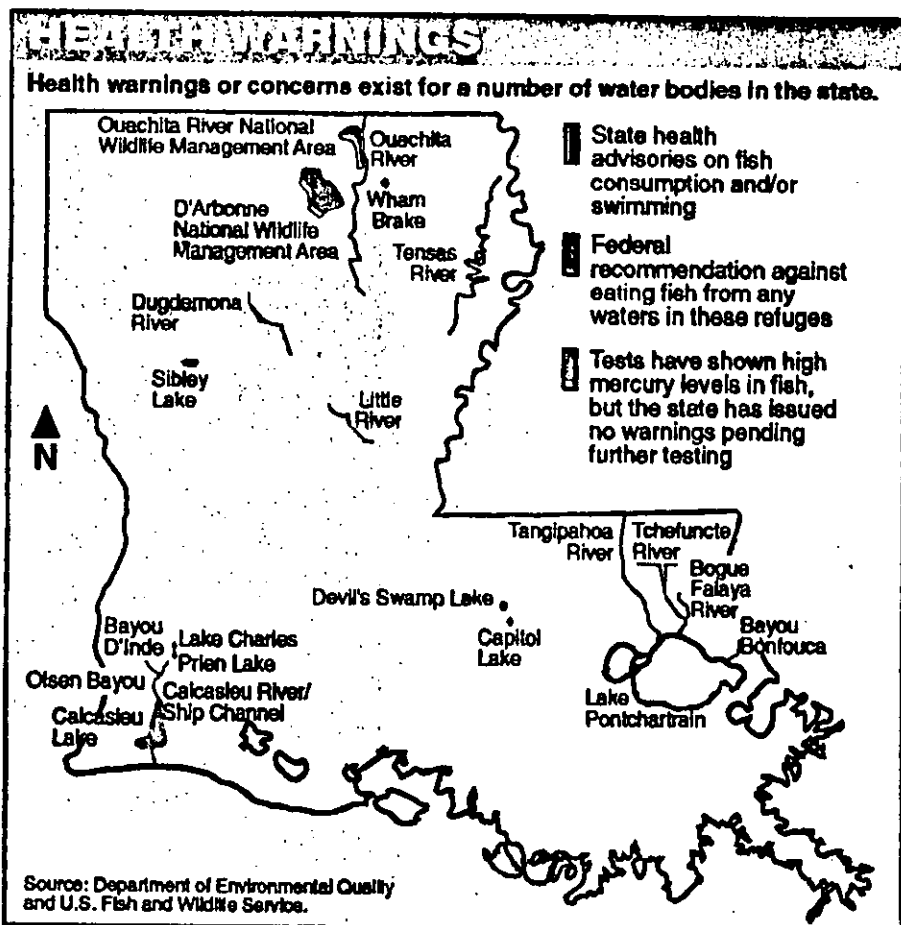 HEALTH WARNINGS
Health warnings or concerns exist for a number of water bodies in the state.
Ouachita River National
Wildlife Management Area
Ouachita
River
Wham
Brake
D'Arbonne
National Wildlife
Management Area
Tensas
River
Dugdemona
River
Sibley
Lake
Little
River
N
State health
advisories on fish
consumption and/or
swimming
Federal
recommendation against
eating fish from any
waters in these refuges
Tests have shown high
mercury levels in fish,
but the state has issued
no warnings pending
further testing
Tangipahoa
River
Tchefuncte
River
Bogue
Falaya
River
Bayou
Bonfouca
Devil's Swamp Lake
Capitol
Lake
Lake
Pontchartrain
Bayou
D'Inde
Lake Charles
Prien Lake
Olsen Bayou
Calcasieu River/
Ship Channel
Calcasieu
Lake
Source: Department of Environmental Quality
and U.S. Fish and Wildlife Service.